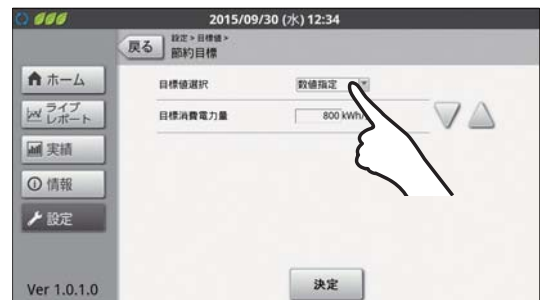 2015/09/30 (水) 12:34
戻る
設定 > 目標値 >
節約目標
ホーム
ライブ
レポート
実績
情報
設定
目標値選択
数値指定
目標消費電力量
800 kWh/
決定
Ver 1.0.1.0